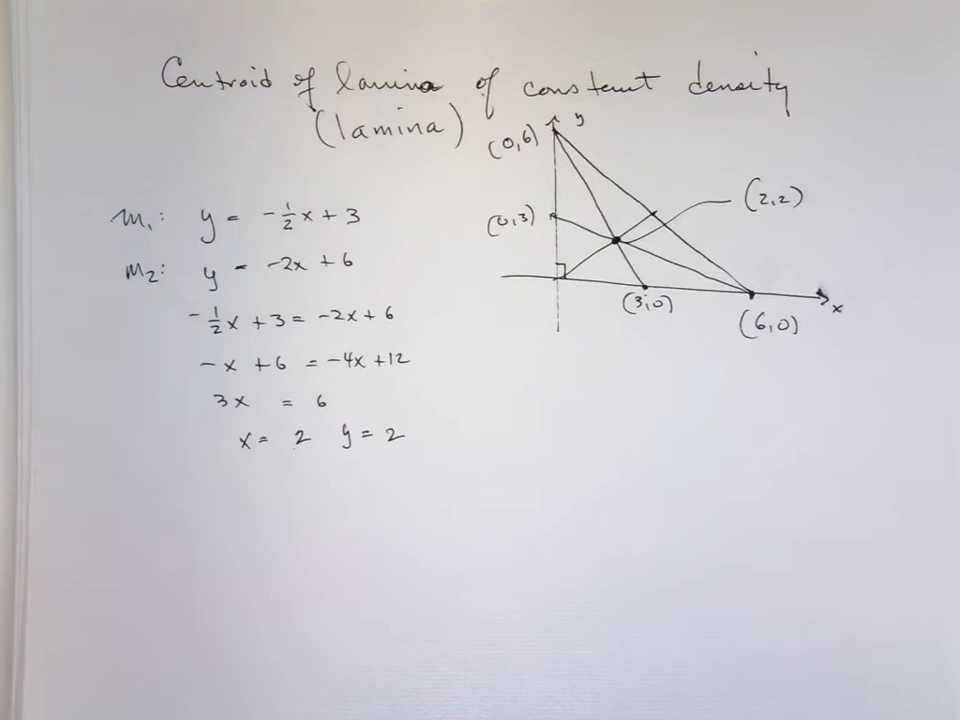 Centroid of lamina of constant density
(lamina)
y
(0,6)
(2,2)
(0,3)
m₁: y = -½x + 3
m₂: y = -2x + 6
(3,0)
x
(6,0)
-½x + 3 = -2x + 6
-x + 6 = -4x + 12
3x = 6
x = 2 y = 2